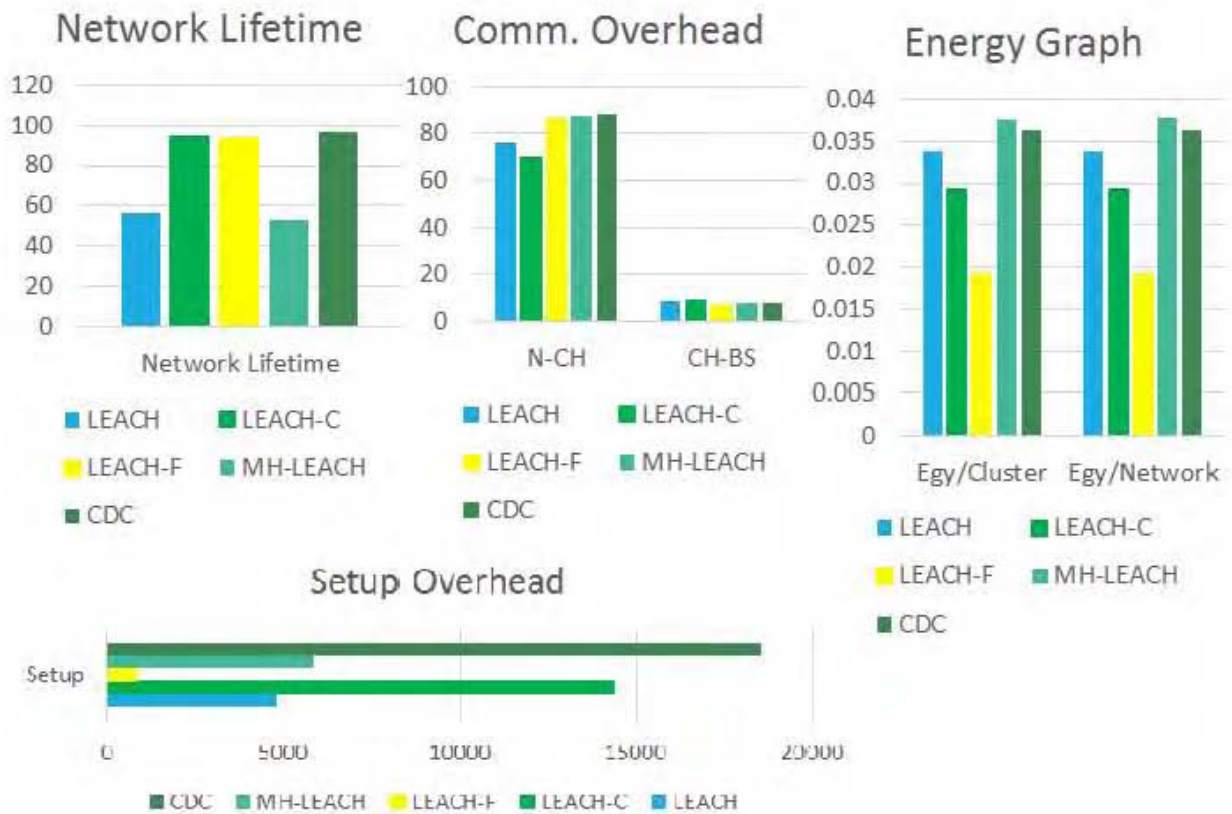 Network Lifetime
120
100
80
60
40
20
0
Network Lifetime
LEACH LEACH-C
LEACH-F MH-LEACH
CDC
Comm. Overhead
100
80
60
40
20
0
N-CH CH-BS
LEACH LEACH-C
LEACH-F MH-LEACH
CDC
Energy Graph
0.04
0.035
0.03
0.025
0.02
0.015
0.01
0.005
0
Egy/Cluster Egy/Network
LEACH LEACH-C
LEACH-F MH-LEACH
CDC
Setup Overhead
Setup
0 5000 10000 15000 20000
CDC MH-LEACH LEACH-F LEACH-C LEACH